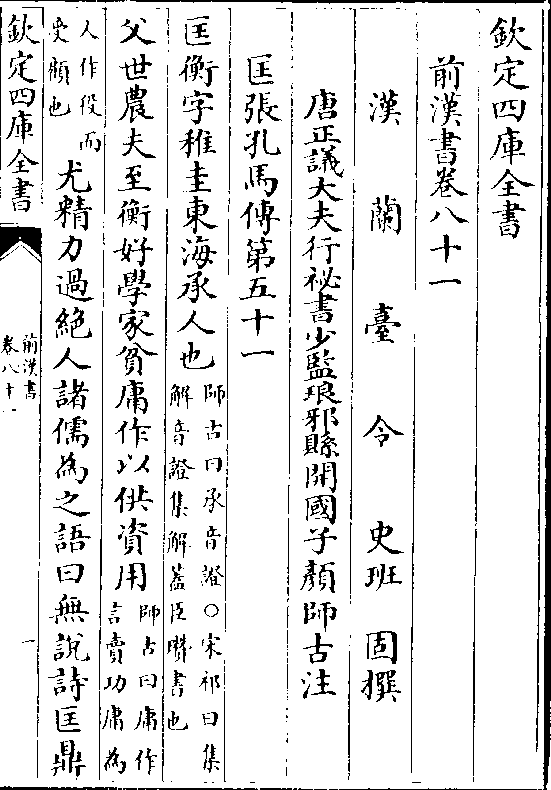 欽定四庫全書
前漢書卷八十一
漢蘭臺令史班固撰
唐正議大夫行祕書少監琅邪縣開國子顏師古注
匡張孔馬傳第五十一
匡衡字稚圭東海承人也師古曰承音證○宋祁曰集解音證集解蓋臣瓚書也
父世農夫至衡好學家貧庸作以供資用師古曰庸作言賣功庸為
人作役而受顧也尤精力過絶人諸儒為之語曰無說詩匡鼎
欽定四庫全書
前漢書
卷八十一
一